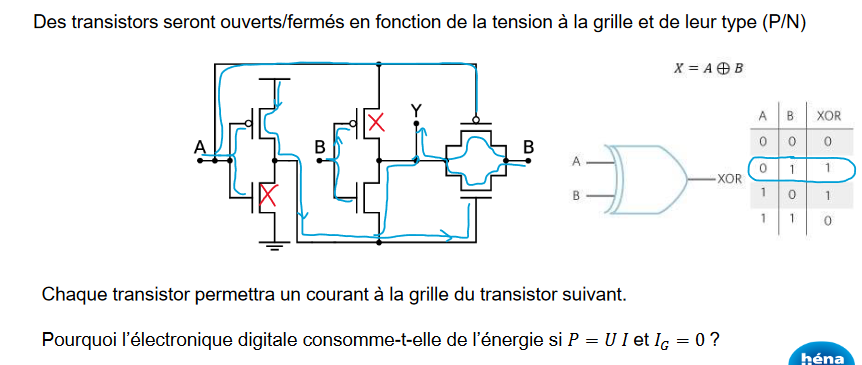 Des transistors seront ouverts/fermés en fonction de la tension à la grille et de leur type (P/N)
X = A ⊕ B
A B XOR
0 0 0
0 1 1
1 0 1
1 1 0
A B Y B
A
B
XOR
Chaque transistor permettra un courant à la grille du transistor suivant.
Pourquoi l'électronique digitale consomme-t-elle de l'énergie si P = U I et I_G = 0 ?
héna